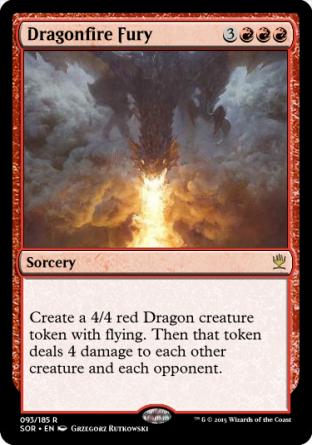 Dragonfire Fury 3
Sorcery
Create a 4/4 red Dragon creature
token with flying. Then that token
deals 4 damage to each other
creature and each opponent.
093/185 R
SOR • EN GRZEGORZ RUTKOWSKI
™ & © 2015 Wizards of the Coast